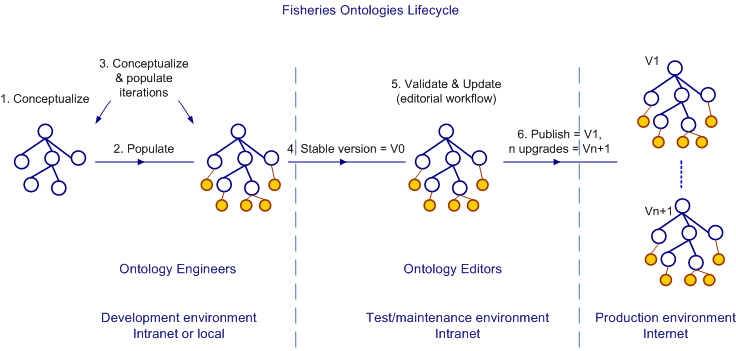 Fisheries Ontologies Lifecycle
3. Conceptualize
& populate
iterations
1. Conceptualize
2. Populate
4. Stable version = V0
5. Validate & Update
(editorial workflow)
6. Publish = V1,
n upgrades = Vn+1
V1
Vn+1
Ontology Engineers
Ontology Editors
Development environment
Intranet or local
Test/maintenance environment
Intranet
Production environment
Internet